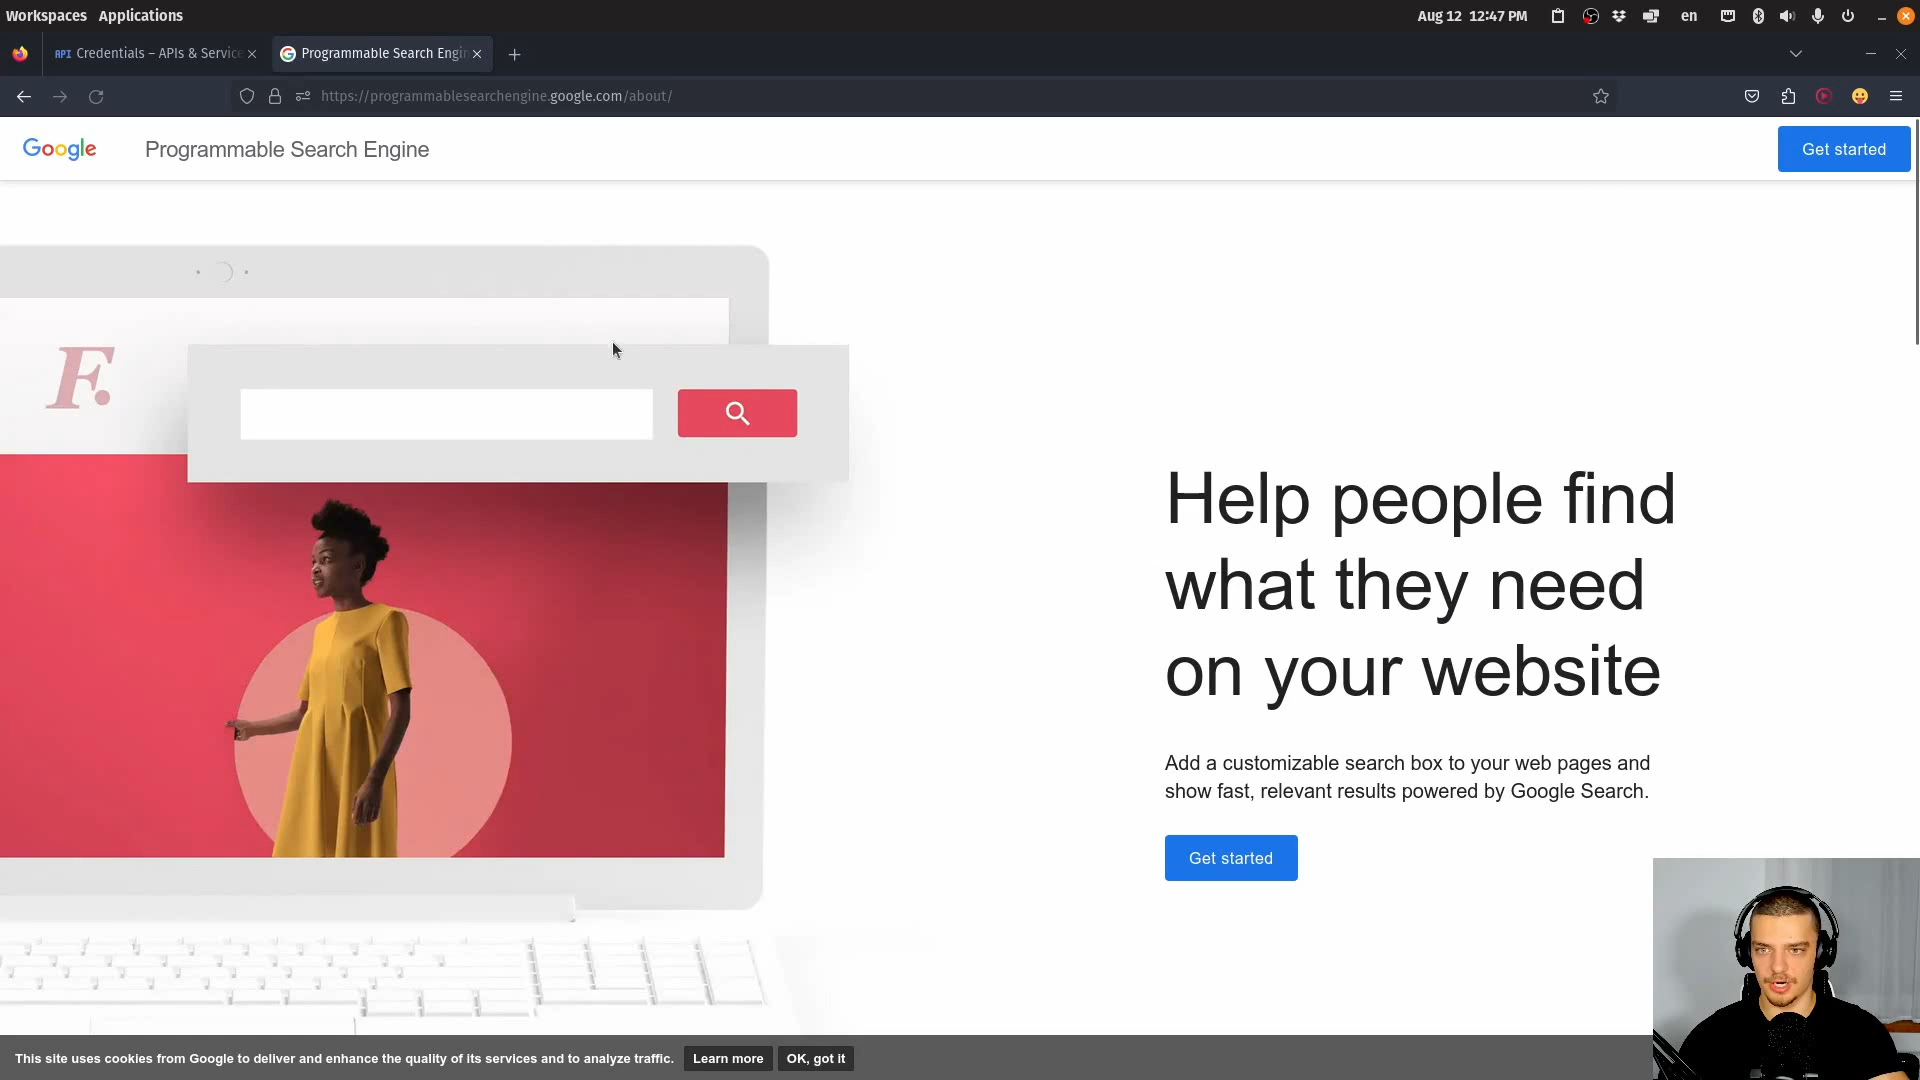 Workspaces Applications
Aug 12 12:47 PM
en
API Credentials – APIs & Service
Programmable Search Engin
https://programmablesearchengine.google.com/about/
Google Programmable Search Engine
Get started
F.
Help people find
what they need
on your website
Add a customizable search box to your web pages and
show fast, relevant results powered by Google Search.
Get started
This site uses cookies from Google to deliver and enhance the quality of its services and to analyze traffic. Learn more OK, got it